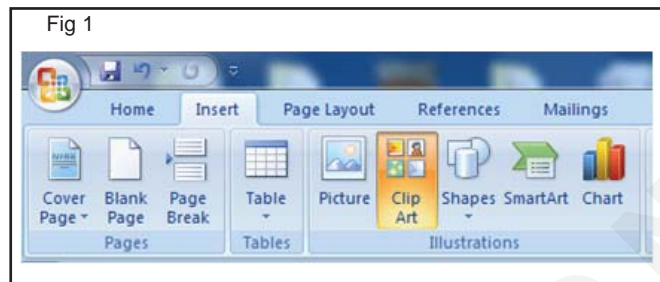 Fig 1
Home Insert Page Layout References Mailings
Cover Page Blank Page Page Break Table Picture Clip Art Shapes SmartArt Chart
Pages Tables Illustrations